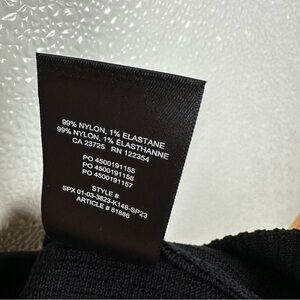 99% NYLON, 1% ELASTANE
99% NYLON, 1% ELASTHANNE
CA 23725 RN 122354
PO 4500191155
PO 4500191156
PO 4500191157
STYLE #
SPX 01-03-3823-K148-SP23
ARTICLE # 81886